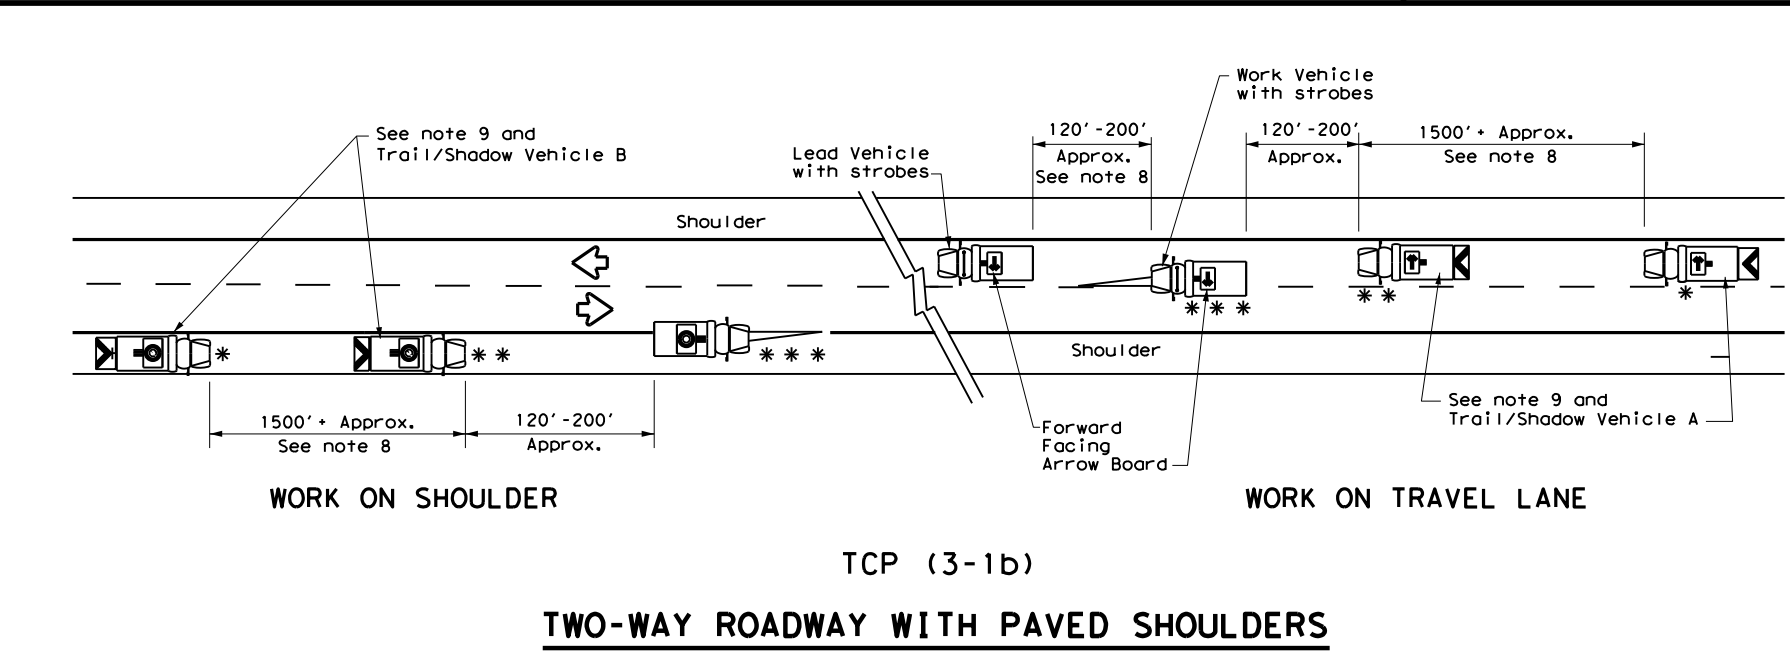 Work Vehicle
with strobes
See note 9 and
Trail/Shadow Vehicle B
Lead Vehicle
with strobes
120'-200'
Approx.
See note 8
120'-200'
Approx.
1500'+ Approx.
See note 8
Shoulder
* *
*
* * *
*
* *
* * *
Shoulder
1500'+ Approx.
See note 8
120'-200'
Approx.
Forward
Facing
Arrow Board
See note 9 and
Trail/Shadow Vehicle A
WORK ON SHOULDER
WORK ON TRAVEL LANE
TCP (3-1b)
TWO-WAY ROADWAY WITH PAVED SHOULDERS